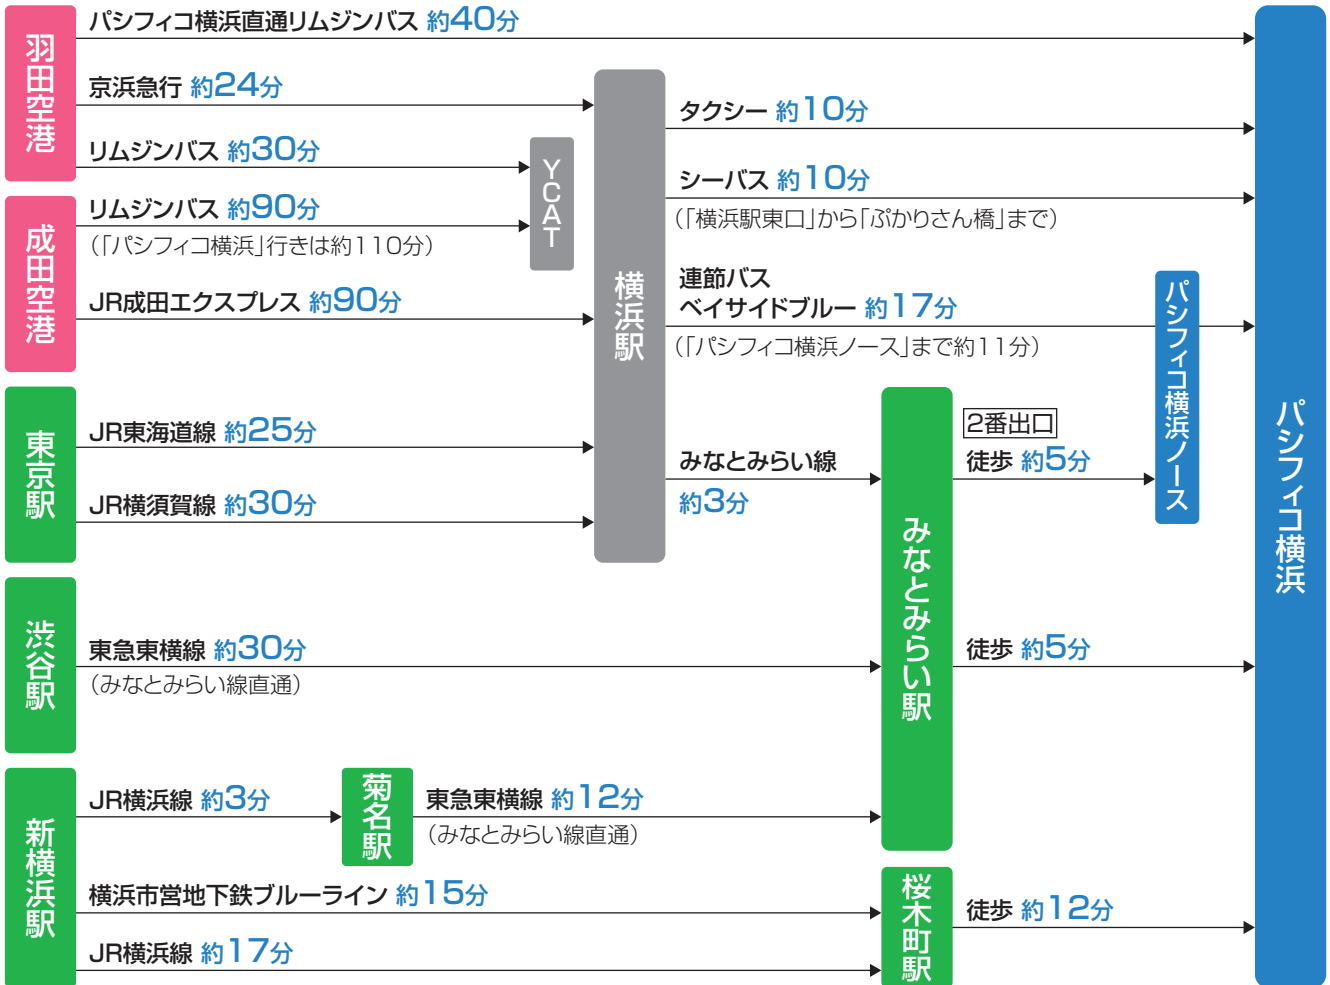 羽田空港
パシフィコ横浜直通リムジンバス 約40分
京浜急行 約24分
リムジンバス 約30分
成田空港
リムジンバス 約90分
（「パシフィコ横浜」行きは約110分）
JR成田エクスプレス 約90分
YCAT
東京駅
JR東海道線 約25分
JR横須賀線 約30分
横浜駅
タクシー 約10分
シーバス 約10分
（「横浜駅東口」から「ぷかりさん橋」まで）
連節バス
ベイサイドブルー 約17分
（「パシフィコ横浜ノース」まで約11分）
みなとみらい線
約3分
渋谷駅
東急東横線 約30分
（みなとみらい線直通）
新横浜駅
JR横浜線 約3分
菊名駅
東急東横線 約12分
（みなとみらい線直通）
横浜市営地下鉄ブルーライン 約15分
JR横浜線 約17分
みなとみらい駅
2番出口
徒歩 約5分
パシフィコ横浜ノース
徒歩 約5分
桜木町駅
徒歩 約12分
パシフィコ横浜